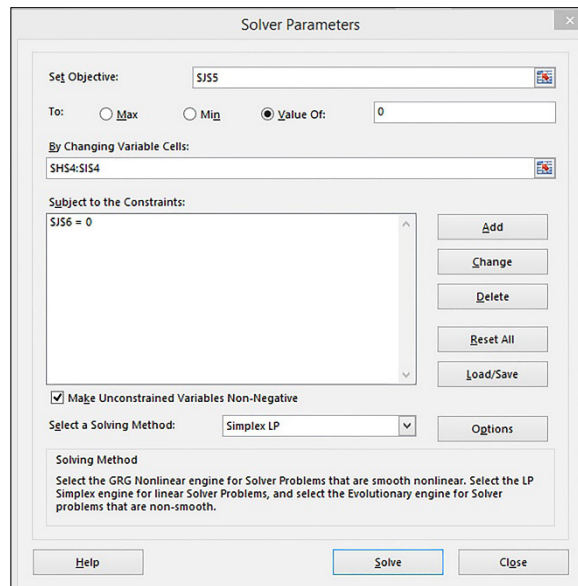 Solver Parameters
Set Objective: $J$5
To: Max Min Value Of: 0
By Changing Variable Cells:
$H$4:$I$4
Subject to the Constraints:
$J$6 = 0
Add
Change
Delete
Reset All
Load/Save
Make Unconstrained Variables Non-Negative
Select a Solving Method: Simplex LP Options
Solving Method
Select the GRG Nonlinear engine for Solver Problems that are smooth nonlinear. Select the LP
Simplex engine for linear Solver Problems, and select the Evolutionary engine for Solver
problems that are non-smooth.
Help Solve Close